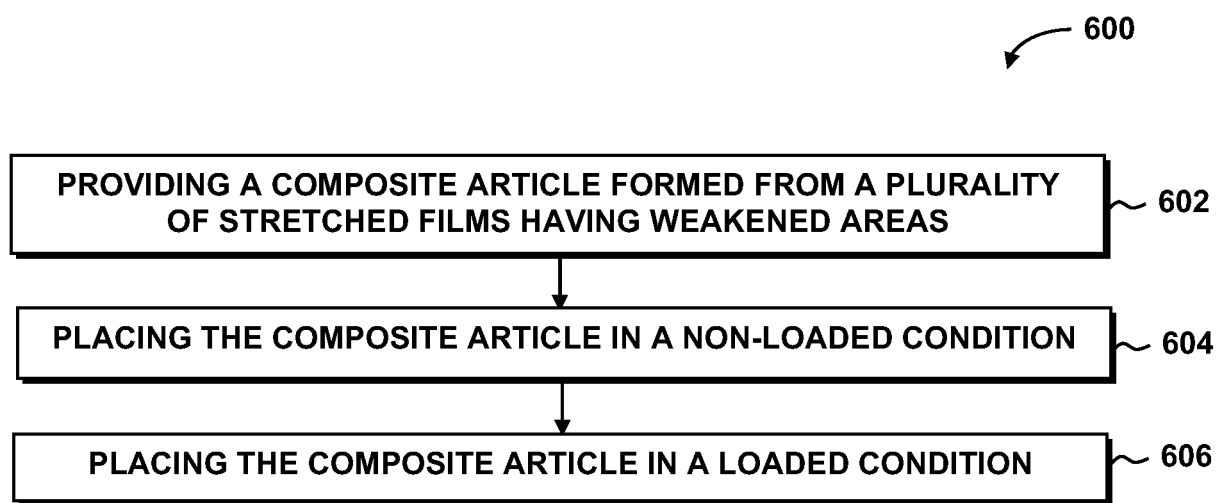 600
PROVIDING A COMPOSITE ARTICLE FORMED FROM A PLURALITY
OF STRETCHED FILMS HAVING WEAKENED AREAS
602
PLACING THE COMPOSITE ARTICLE IN A NON-LOADED CONDITION
604
PLACING THE COMPOSITE ARTICLE IN A LOADED CONDITION
606